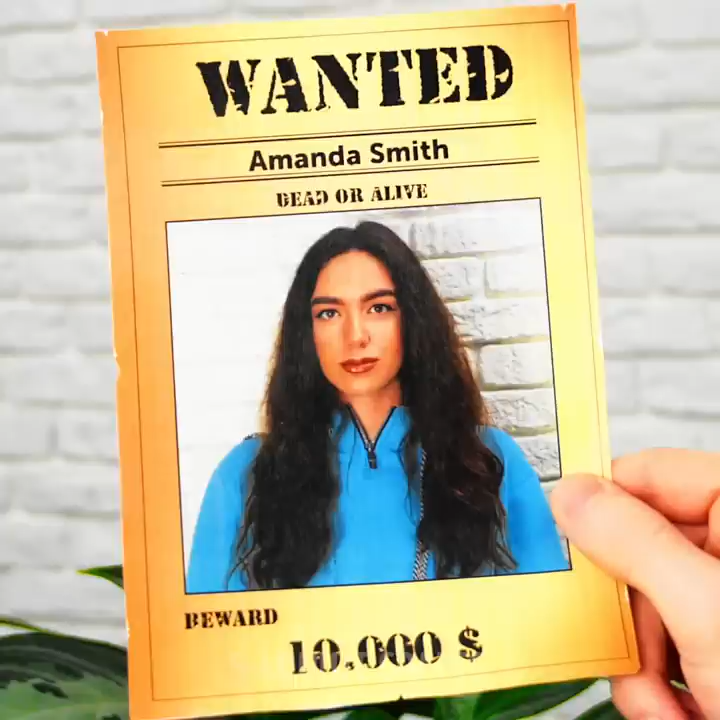 WANTED
Amanda Smith
DEAD OR ALIVE
REWARD
10.000 $